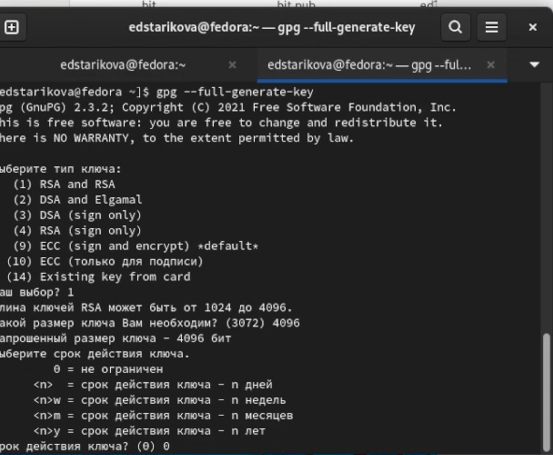 bit bit.pub ed
edstarikova@fedora:~ — gpg --full-generate-key
edstarikova@fedora:~ × edstarikova@fedora:~ — gpg --ful... ×
edstarikova@fedora ~]$ gpg --full-generate-key
pg (GnuPG) 2.3.2; Copyright (C) 2021 Free Software Foundation, Inc.
his is free software: you are free to change and redistribute it.
here is NO WARRANTY, to the extent permitted by law.
ыберите тип ключа:
(1) RSA and RSA
(2) DSA and Elgamal
(3) DSA (sign only)
(4) RSA (sign only)
(9) ECC (sign and encrypt) *default*
(10) ECC (только для подписи)
(14) Existing key from card
аш выбор? 1
лина ключей RSA может быть от 1024 до 4096.
акой размер ключа Вам необходим? (3072) 4096
апрошенный размер ключа - 4096 бит
ыберите срок действия ключа.
0 = не ограничен
<n> = срок действия ключа - n дней
<n>w = срок действия ключа - n недель
<n>m = срок действия ключа - n месяцев
<n>y = срок действия ключа - n лет
рок действия ключа? (0) 0